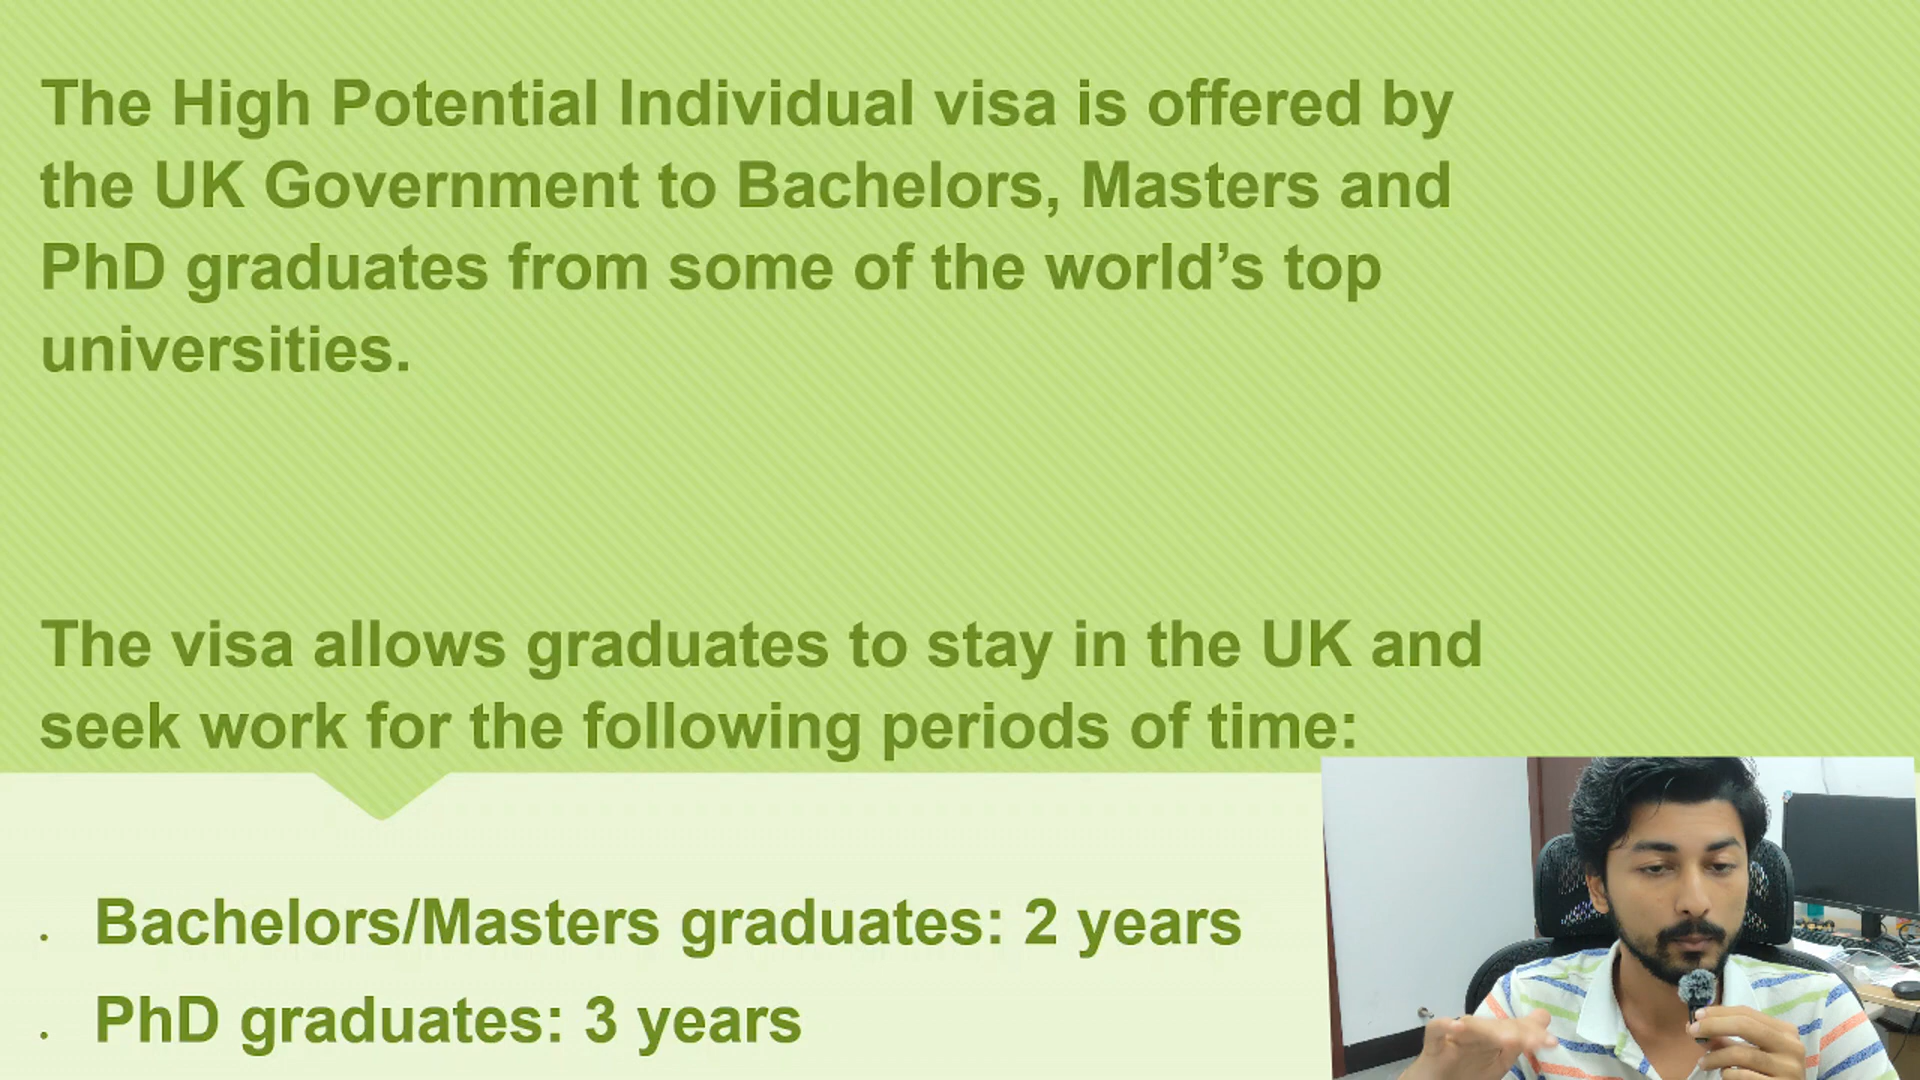 The High Potential Individual visa is offered by
the UK Government to Bachelors, Masters and
PhD graduates from some of the world’s top
universities.
The visa allows graduates to stay in the UK and
seek work for the following periods of time:
. Bachelors/Masters graduates: 2 years
. PhD graduates: 3 years